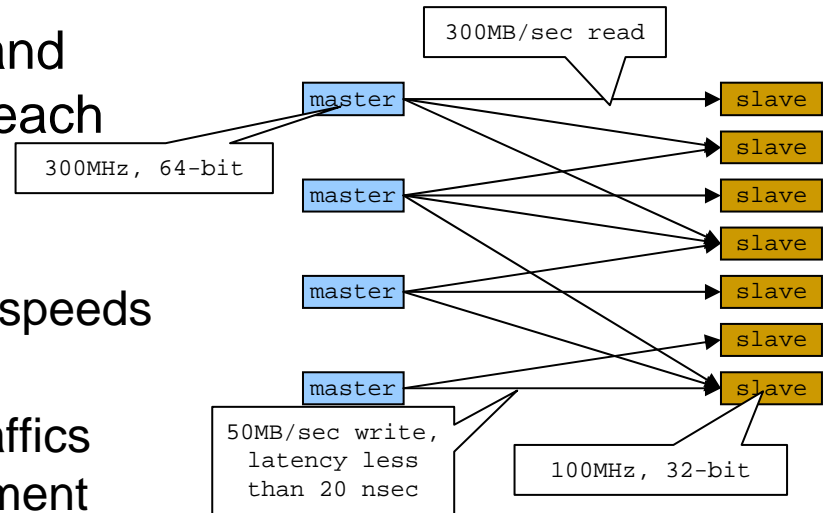 and
each
speeds
affics
ment
300MB/sec read
master
300MHz, 64-bit
master
master
master
50MB/sec write,
latency less
than 20 nsec
slave
slave
slave
slave
slave
slave
slave
100MHz, 32-bit